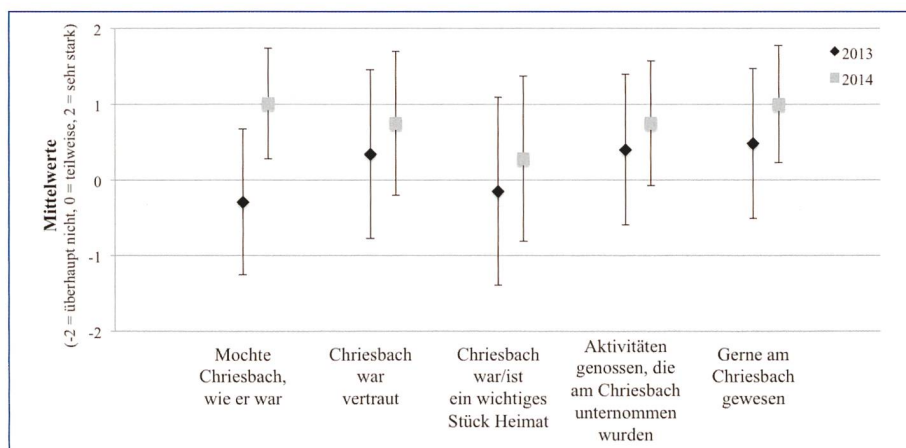 Mittelwerte
(-2 = überhaupt nicht, 0 = teilweise, 2 = sehr stark)
2
1
0
-1
-2
2013
2014
Mochte
Chriesbach,
wie er war
Chriesbach
war
vertraut
Chriesbach
war/ist
ein wichtiges
Stück Heimat
Aktivitäten
genossen, die
am Chriesbach
unternommen
wurden
Gerne am
Chriesbach
gewesen